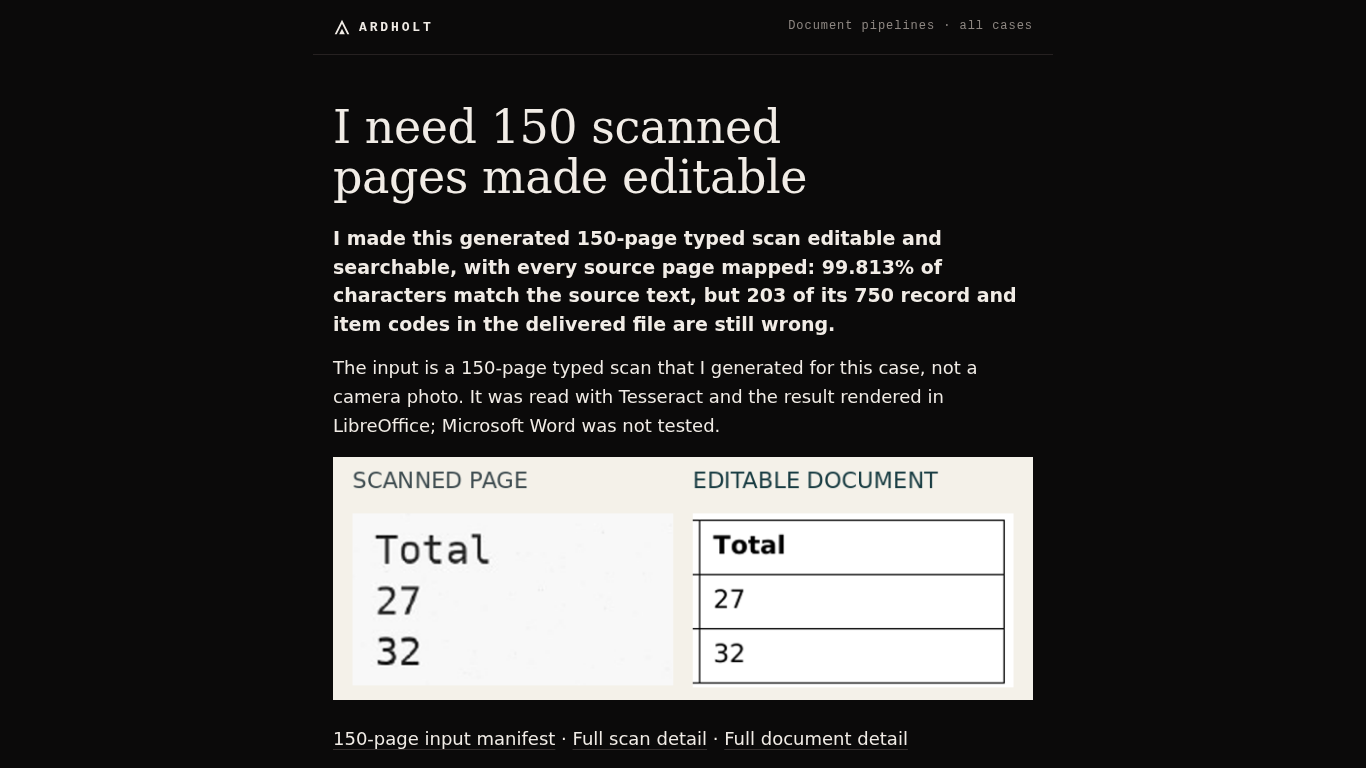 ARDHOLT
Document pipelines · all cases
I need 150 scanned
pages made editable
I made this generated 150-page typed scan editable and
searchable, with every source page mapped: 99.813% of
characters match the source text, but 203 of its 750 record and
item codes in the delivered file are still wrong.
The input is a 150-page typed scan that I generated for this case, not a
camera photo. It was read with Tesseract and the result rendered in
LibreOffice; Microsoft Word was not tested.
SCANNED PAGE
Total
27
32
EDITABLE DOCUMENT
Total
27
32
150-page input manifest · Full scan detail · Full document detail